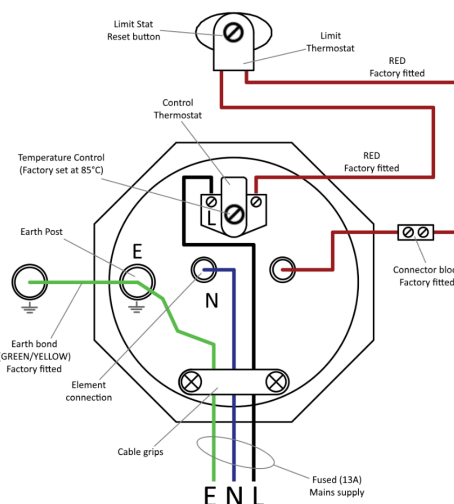 Limit Stat
Reset button
Limit
Thermostat
RED
Factory fitted
Control
Thermostat
RED
Factory fitted
Temperature Control
(Factory set at 85°C)
L
Earth Post
E
N
Connector bloc
Factory fitted
Earth bond
(GREEN/YELLOW)
Factory fitted
Element
connection
Cable grips
Fused (13A)
Mains supply
E N L